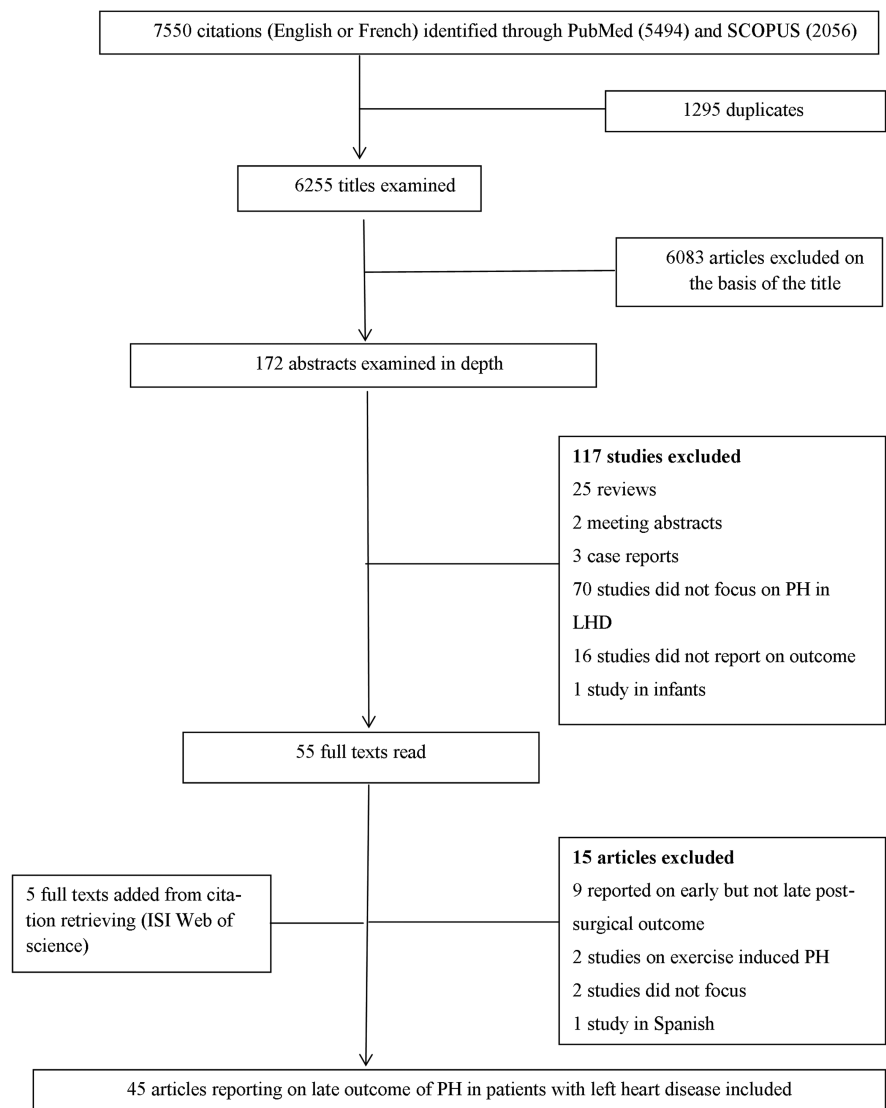 7550 citations (English or French) identified through PubMed (5494) and SCOPUS (2056)
1295 duplicates
6255 titles examined
6083 articles excluded on
the basis of the title
172 abstracts examined in depth
117 studies excluded
25 reviews
2 meeting abstracts
3 case reports
70 studies did not focus on PH in
LHD
16 studies did not report on outcome
1 study in infants
55 full texts read
15 articles excluded
9 reported on early but not late post-
surgical outcome
2 studies on exercise induced PH
2 studies did not focus
1 study in Spanish
5 full texts added from cita-
tion retrieving (ISI Web of
science)
45 articles reporting on late outcome of PH in patients with left heart disease included